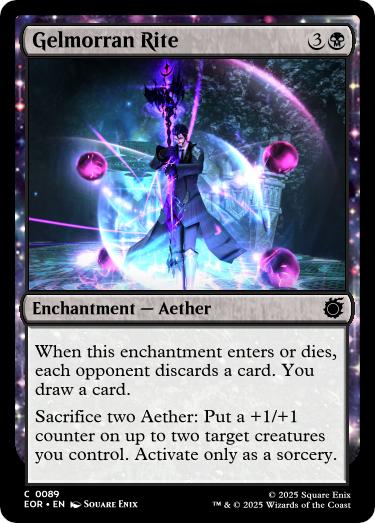 Gelmorran Rite 3
Enchantment — Aether
When this enchantment enters or dies,
each opponent discards a card. You
draw a card.
Sacrifice two Aether: Put a +1/+1
counter on up to two target creatures
you control. Activate only as a sorcery.
C 0089
EOR • EN SQUARE ENIX
© 2025 Square Enix
™ & © 2025 Wizards of the Coast